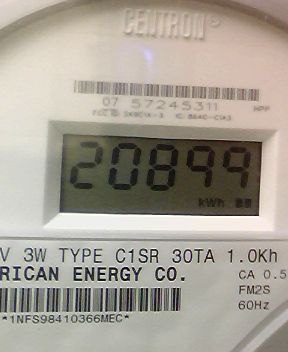 CENTRON®
07 57245311
20899
kWh 88
V 3W TYPE C1SR 30TA 1.0Kh
RICAN ENERGY CO.
CA 0.5
FM2S
60Hz
*1NFS98410366MEC*